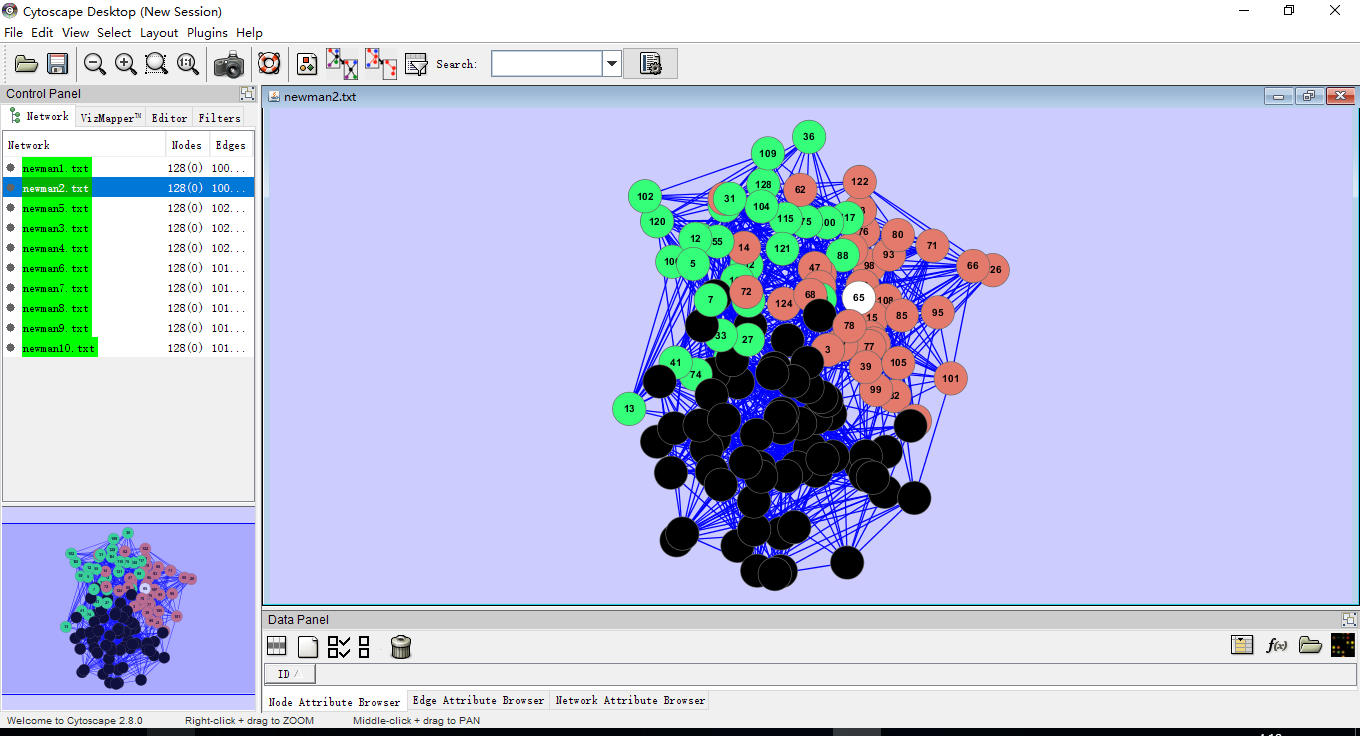 Cytoscape Desktop (New Session)
File Edit View Select Layout Plugins Help
1:1 Search:
Control Panel
newman2.txt
Network VizMapper™ Editor Filters
Network Nodes Edges
newman1.txt 128(0) 100...
newman2.txt 128(0) 100...
newman5.txt 128(0) 102...
newman3.txt 128(0) 102...
newman4.txt 128(0) 102...
newman6.txt 128(0) 101...
newman7.txt 128(0) 101...
newman8.txt 128(0) 101...
newman9.txt 128(0) 101...
newman10.txt 128(0) 101...
36
109
128 62 122
102 31 104
120 115 75
12 55 14 121 88 93 80 71
5 47 98 66 26
7 72 124 68 65 85 95
33 27 78 15
41 74 3 77 39 105 101
13 99
Data Panel
f(x)
ID /
Node Attribute Browser Edge Attribute Browser Network Attribute Browser
Welcome to Cytoscape 2.8.0 Right-click + drag to ZOOM Middle-click + drag to PAN